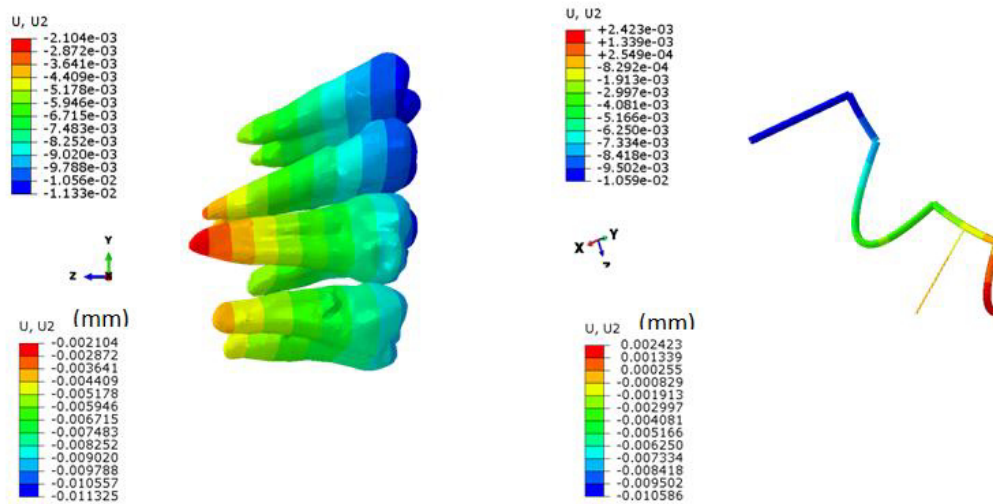 U, U2
-2.104e-03
-2.872e-03
-3.641e-03
-4.409e-03
-5.178e-03
-5.946e-03
-6.715e-03
-7.483e-03
-8.252e-03
-9.020e-03
-9.788e-03
-1.056e-02
-1.133e-02
Y
Z
(mm)
U, U2
-0.002104
-0.002872
-0.003641
-0.004409
-0.005178
-0.005946
-0.006715
-0.007483
-0.008252
-0.009020
-0.009788
-0.010557
-0.011325
U, U2
+2.423e-03
+1.339e-03
+2.549e-04
-8.292e-04
-1.913e-03
-2.997e-03
-4.081e-03
-5.166e-03
-6.250e-03
-7.334e-03
-8.418e-03
-9.502e-03
-1.059e-02
X
Y
Z
(mm)
U, U2
0.002423
0.001339
0.000255
-0.000829
-0.001913
-0.002997
-0.004081
-0.005166
-0.006250
-0.007334
-0.008418
-0.009502
-0.010586